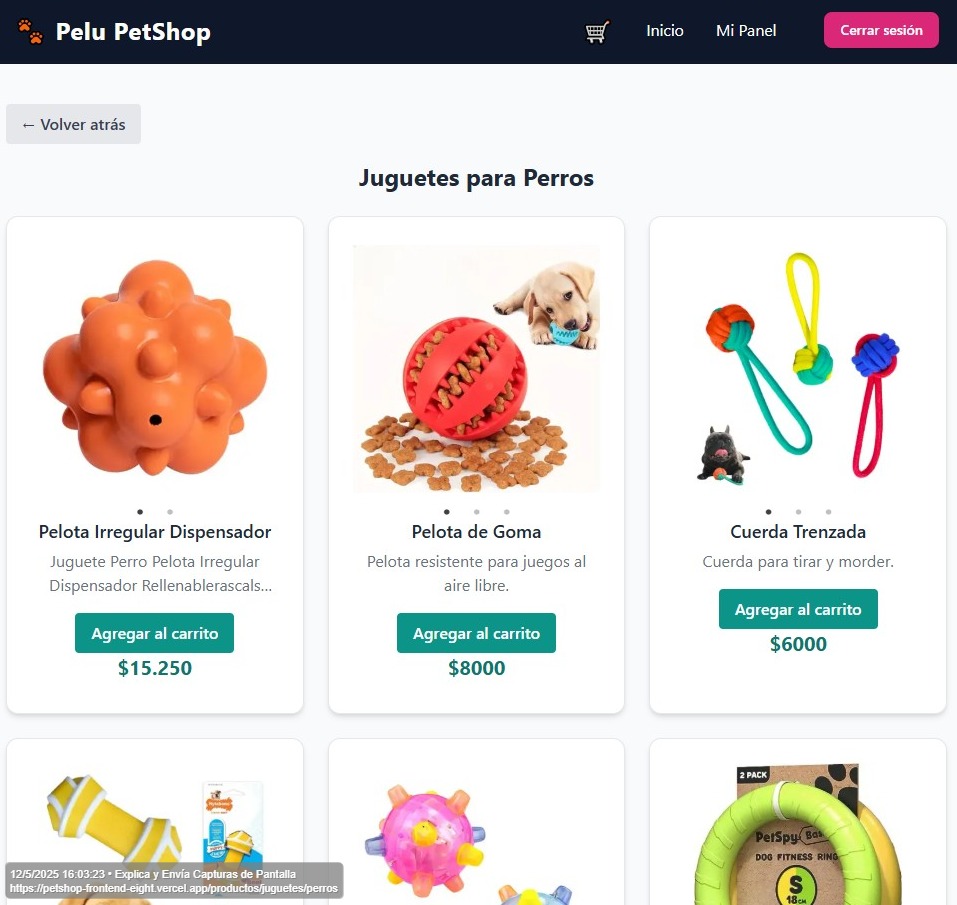 Pelu PetShop
Inicio
Mi Panel
Cerrar sesión
← Volver atrás
Juguetes para Perros
Pelota Irregular Dispensador
Juguete Perro Pelota Irregular
Dispensador Rellenablerascals...
Agregar al carrito
$15.250
Pelota de Goma
Pelota resistente para juegos al
aire libre.
Agregar al carrito
$8000
Cuerda Trenzada
Cuerda para tirar y morder.
Agregar al carrito
$6000
2 PACK
PetSpy
DOG FITNESS RING
S
18CM
12/5/2025 16:03:23 • Explica y Envía Capturas de Pantalla
https://petshop-frontend-eight.vercel.app/productos/juguetes/perros